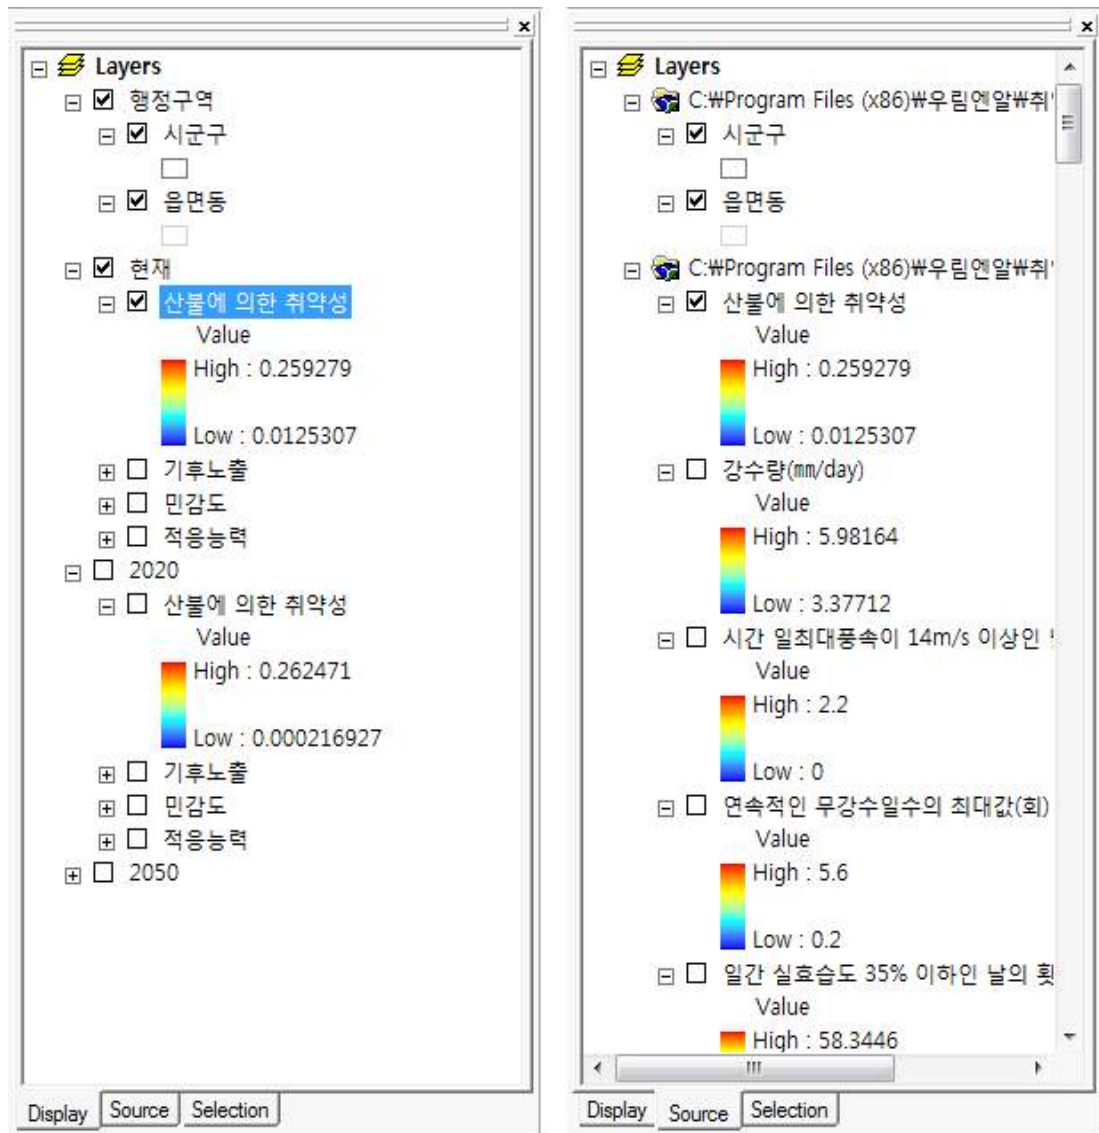 Layers
행정구역
시군구
읍면동
현재
산불에 의한 취약성
Value
High : 0.259279
Low : 0.0125307
기후노출
민감도
적응능력
2020
산불에 의한 취약성
Value
High : 0.262471
Low : 0.000216927
기후노출
민감도
적응능력
2050
Display Source Selection
Layers
C:₩Program Files (x86)₩우림엔알₩취
시군구
읍면동
C:₩Program Files (x86)₩우림엔알₩취
산불에 의한 취약성
Value
High : 0.259279
Low : 0.0125307
강수량(㎜/day)
Value
High : 5.98164
Low : 3.37712
시간 일최대풍속이 14m/s 이상인
Value
High : 2.2
Low : 0
연속적인 무강수일수의 최대값(회)
Value
High : 5.6
Low : 0.2
일간 실효습도 35% 이하인 날의 횟
Value
High : 58.3446
Display Source Selection